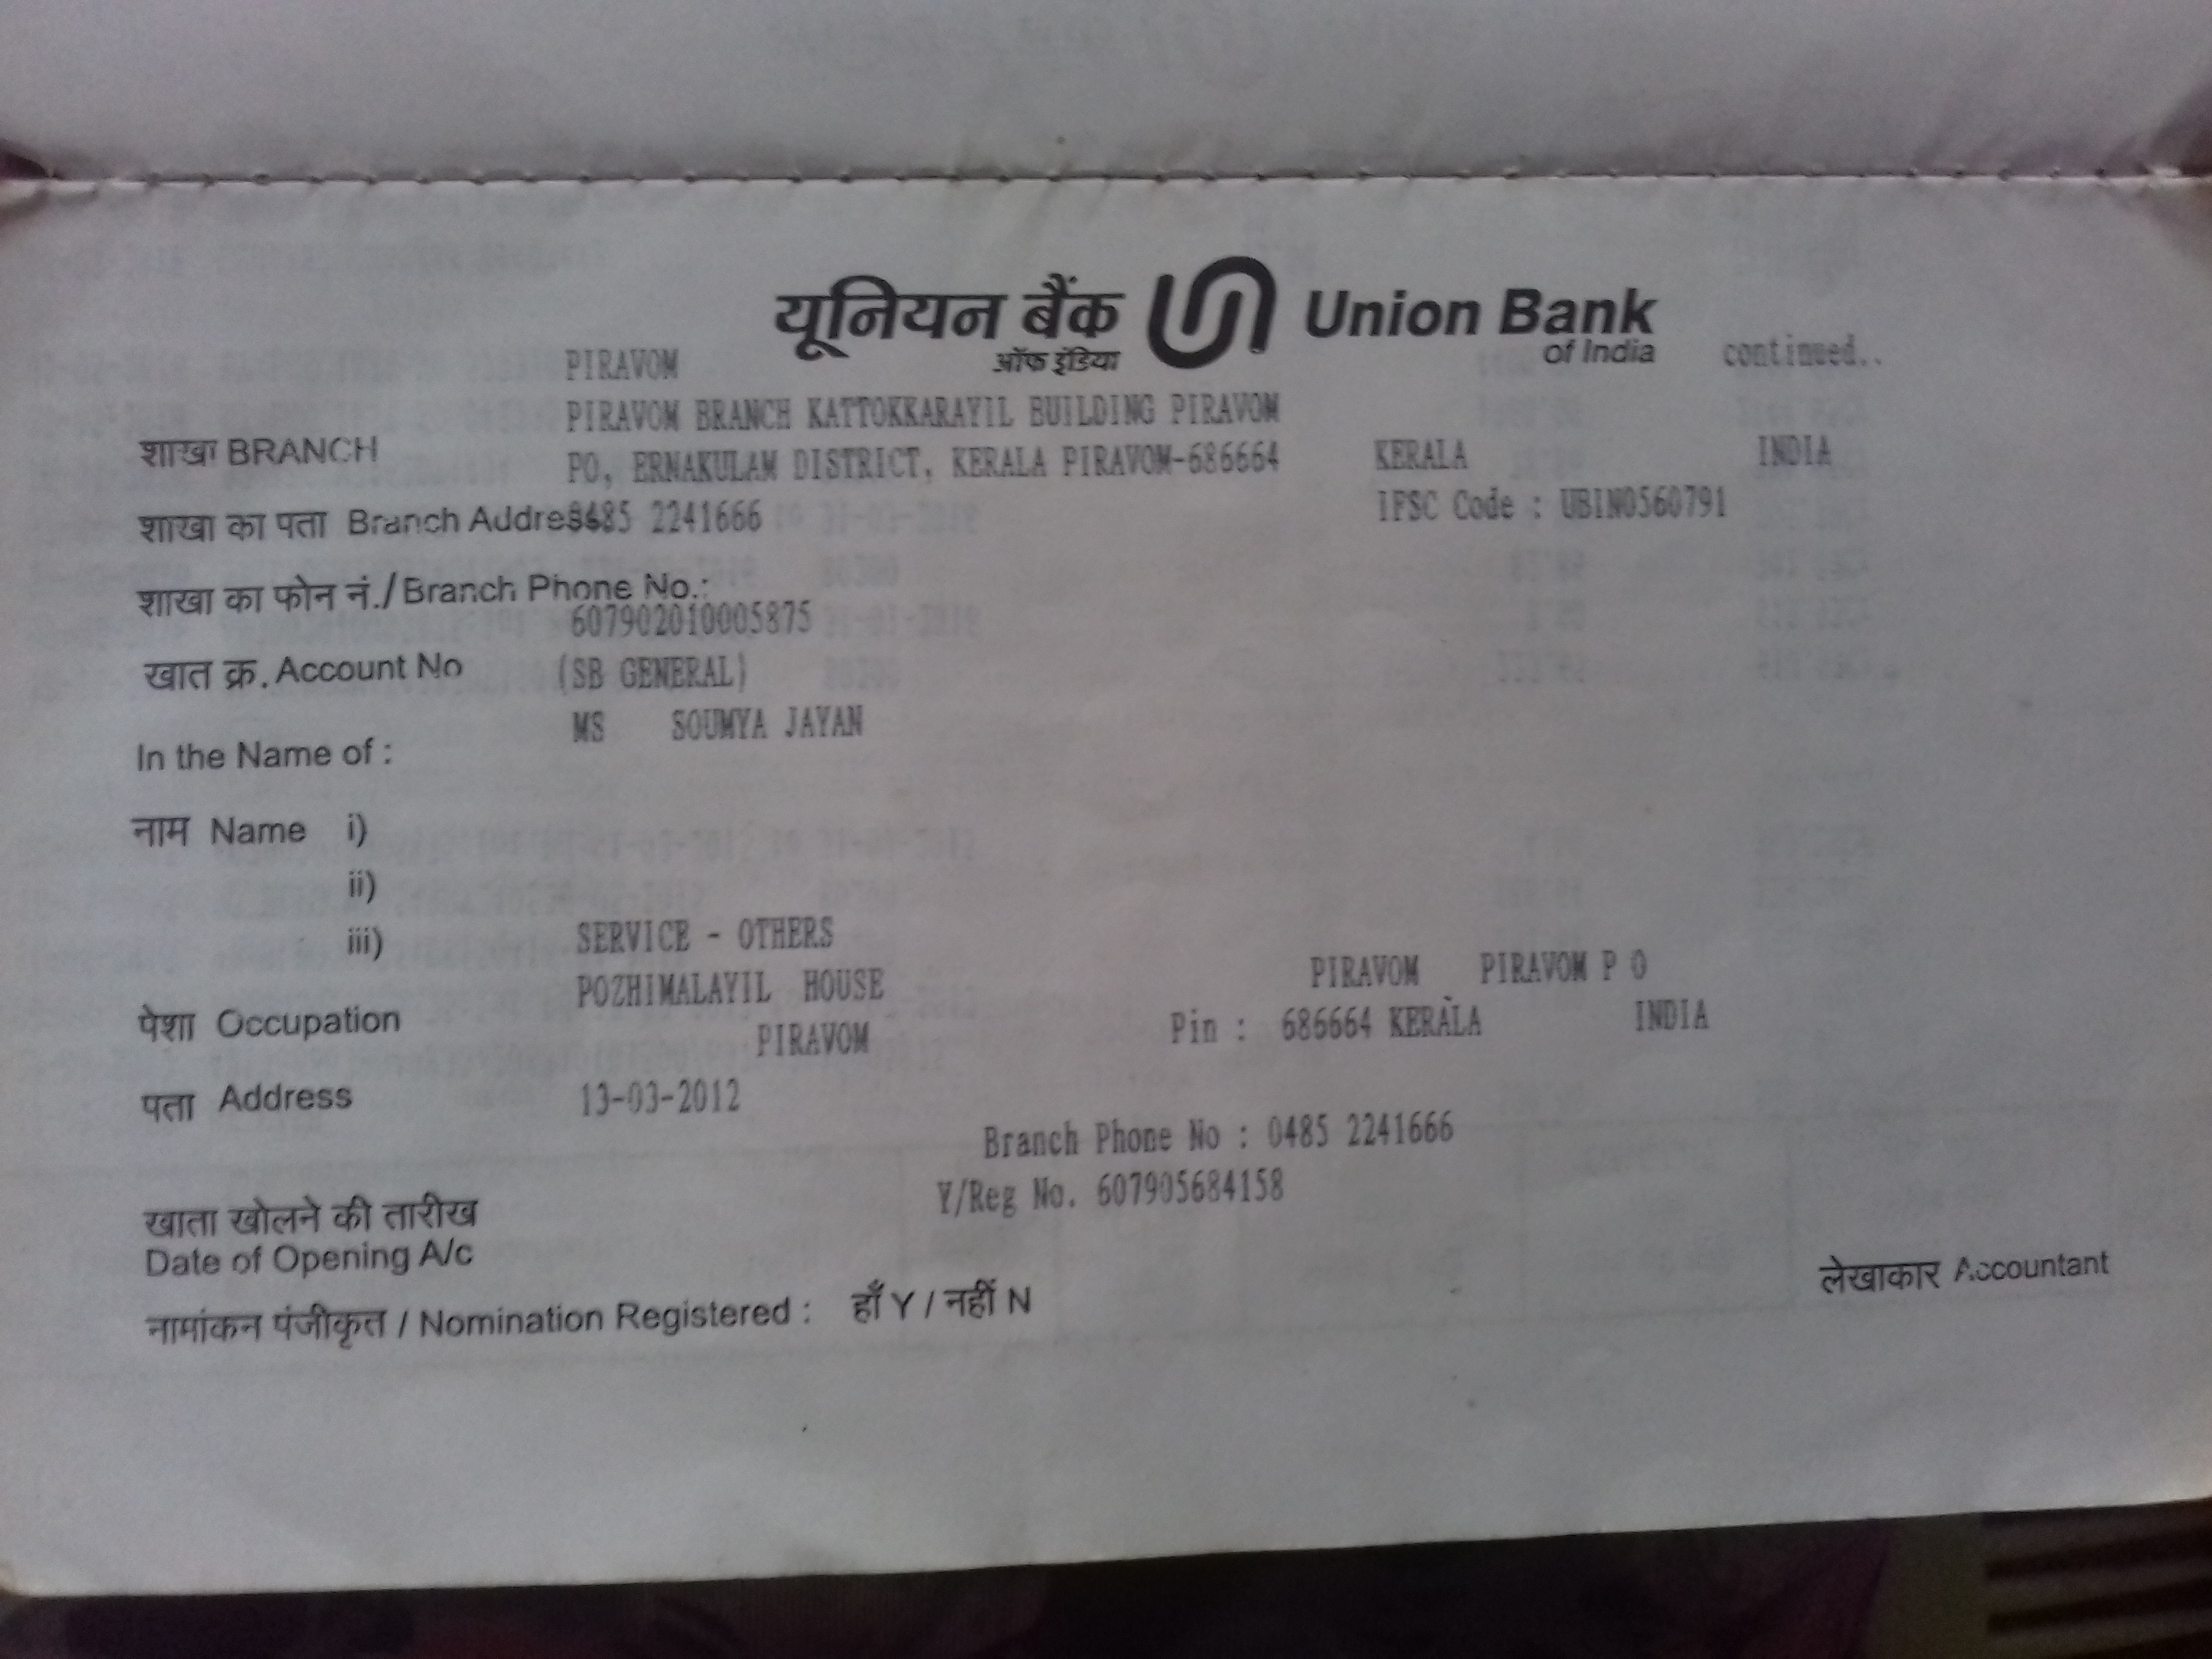 यूनियन बैंक Union Bank
ऑफ इंडिया of India
PIRAVOM continued..
PIRAVOM BRANCH KATTOKKARAYIL BUILDING PIRAVOM
शाखा BRANCH PO, ERNAKULAM DISTRICT, KERALA PIRAVOM-686664 KERALA INDIA
IFSC Code : UBIN0560791
शाखा का पता Branch Address 0485 2241666
शाखा का फोन नं./ Branch Phone No.:
607902010005875
खात क्र. Account No (SB GENERAL)
MS SOUMYA JAYAN
In the Name of :
नाम Name i)
ii)
iii) SERVICE - OTHERS
POZHIMALAYIL HOUSE PIRAVOM PIRAVOM P O
पेशा Occupation
PIRAVOM Pin : 686664 KERALA INDIA
पता Address 13-03-2012
Branch Phone No : 0485 2241666
Y/Reg No. 607905684158
खाता खोलने की तारीख
Date of Opening A/c
लेखाकार Accountant
नामांकन पंजीकृत / Nomination Registered : हाँ Y / नहीं N